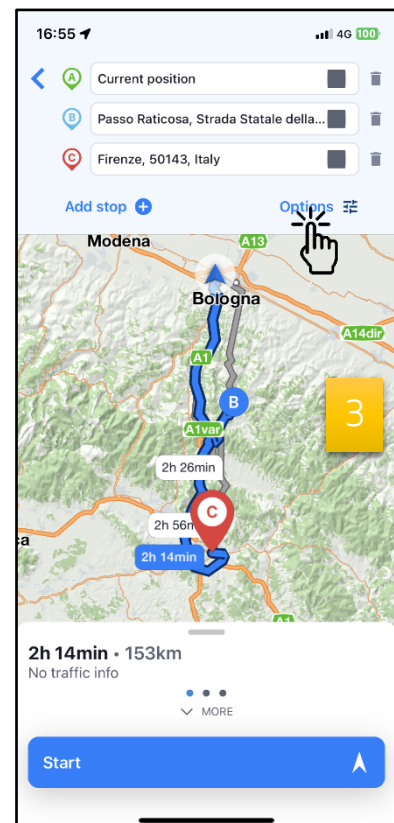 16:55
4G 100
A
Current position
B
Passo Raticosa, Strada Statale della...
C
Firenze, 50143, Italy
Add stop
Options
Modena
A13
Bologna
A14dir
A1
B
3
A1var
2h 26min
C
2h 56m
a
2h 14min
A1
2h 14min • 153km
No traffic info
MORE
Start